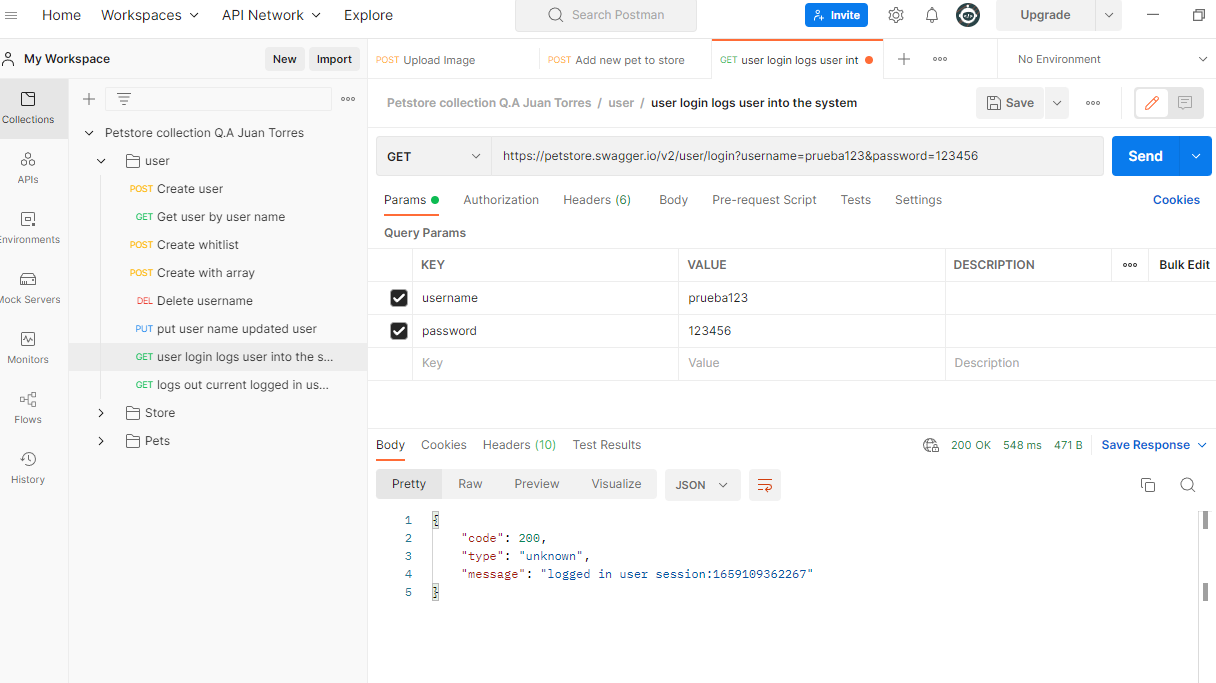 Home Workspaces API Network Explore Search Postman Invite Upgrade
My Workspace New Import
POST Upload Image POST Add new pet to store GET user login logs user int No Environment
Collections
APIs
Environments
Mock Servers
Monitors
Flows
History
Petstore collection Q.A Juan Torres
user
POST Create user
GET Get user by user name
POST Create whitlist
POST Create with array
DEL Delete username
PUT put user name updated user
GET user login logs user into the s...
GET logs out current logged in us...
Store
Pets
Petstore collection Q.A Juan Torres / user / user login logs user into the system Save
GET https://petstore.swagger.io/v2/user/login?username=prueba123&password=123456 Send
Params Authorization Headers (6) Body Pre-request Script Tests Settings Cookies
Query Params
KEY VALUE DESCRIPTION Bulk Edit
username prueba123
password 123456
Key Value Description
Body Cookies Headers (10) Test Results 200 OK 548 ms 471 B Save Response
Pretty Raw Preview Visualize JSON
1 {
2 "code": 200,
3 "type": "unknown",
4 "message": "logged in user session:1659109362267"
5 }